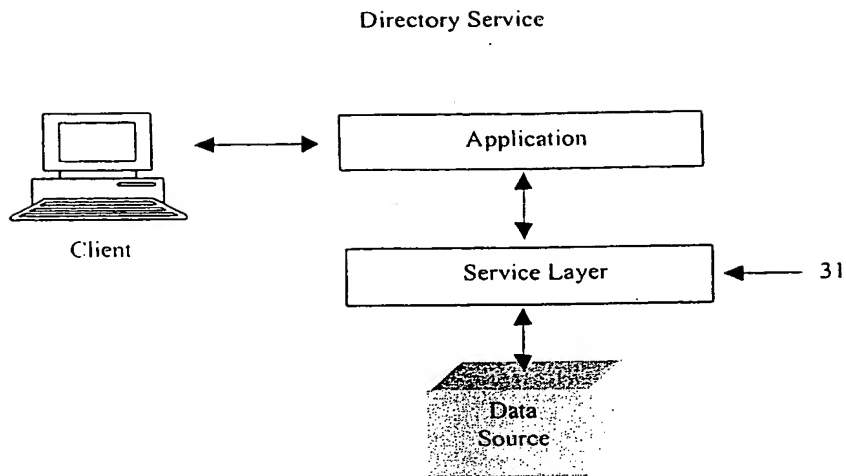 Directory Service
Application
Client
Service Layer
31
Data
Source